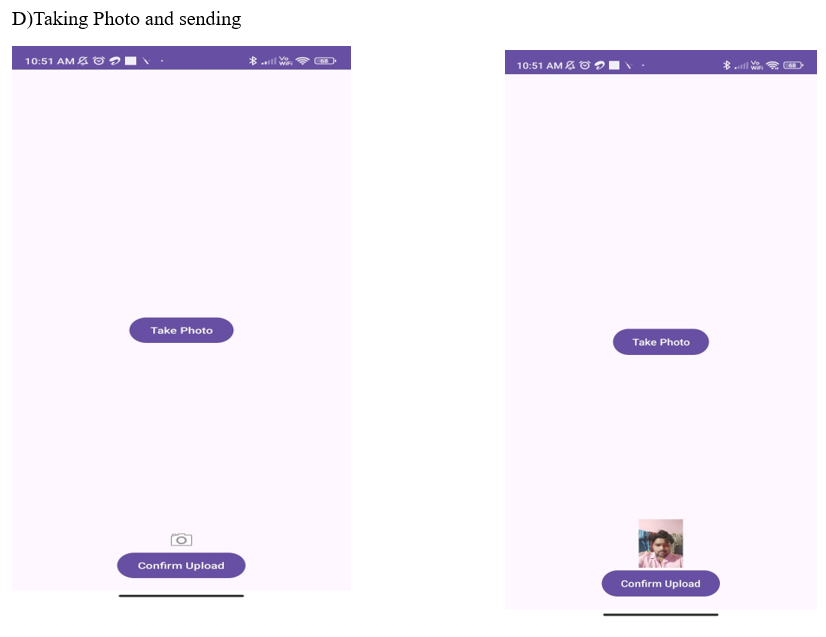 D)Taking Photo and sending
10:51 AM
Vo
WiFi
68
Take Photo
Confirm Upload
10:51 AM
Vo
WiFi
68
Take Photo
Confirm Upload